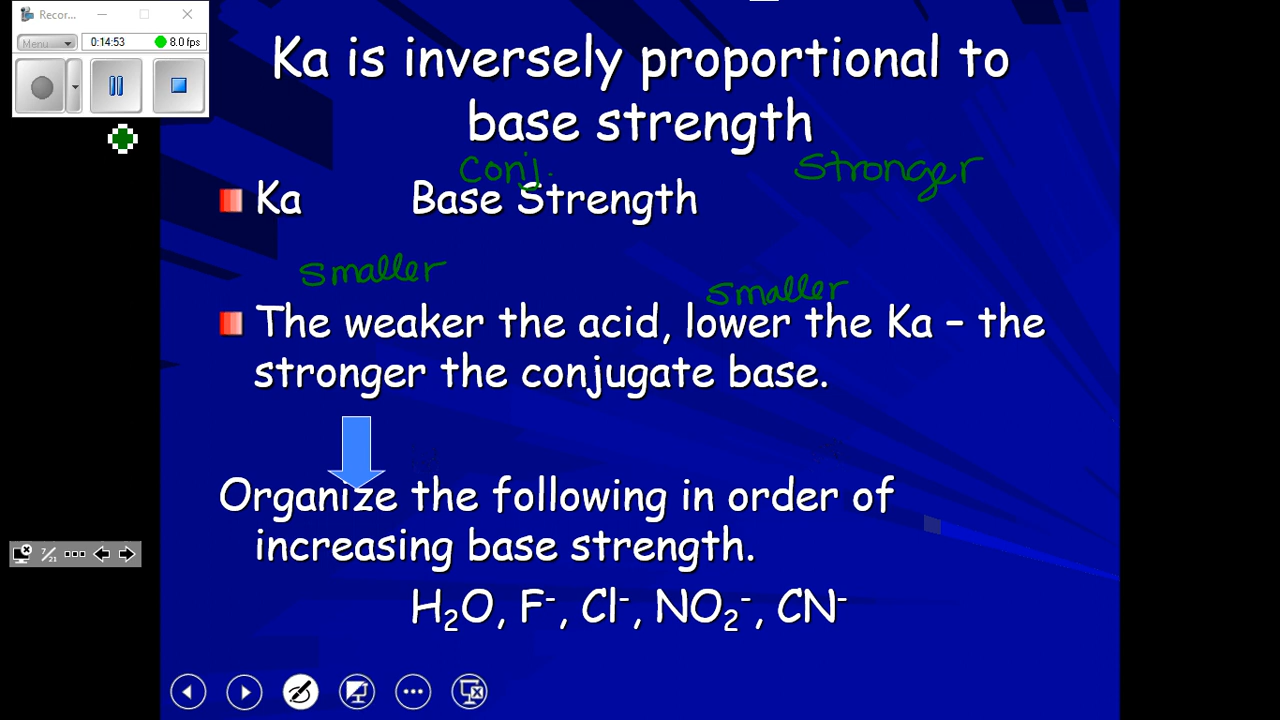 Recor...
Menu
0:14:53
8.0 fps
Ka is inversely proportional to
base strength
Conj.
Stronger
Ka Base Strength
smaller
smaller
The weaker the acid, lower the Ka – the
stronger the conjugate base.
Organize the following in order of
increasing base strength.
H₂O, F⁻, Cl⁻, NO₂⁻, CN⁻
7/21